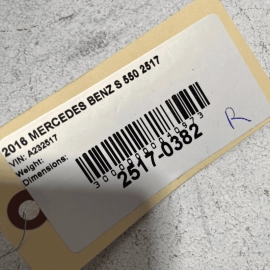 2016 MERCEDES BENZ S 550 2517
VIN: A232517
Weight:
Dimensions:
2517-0382
R